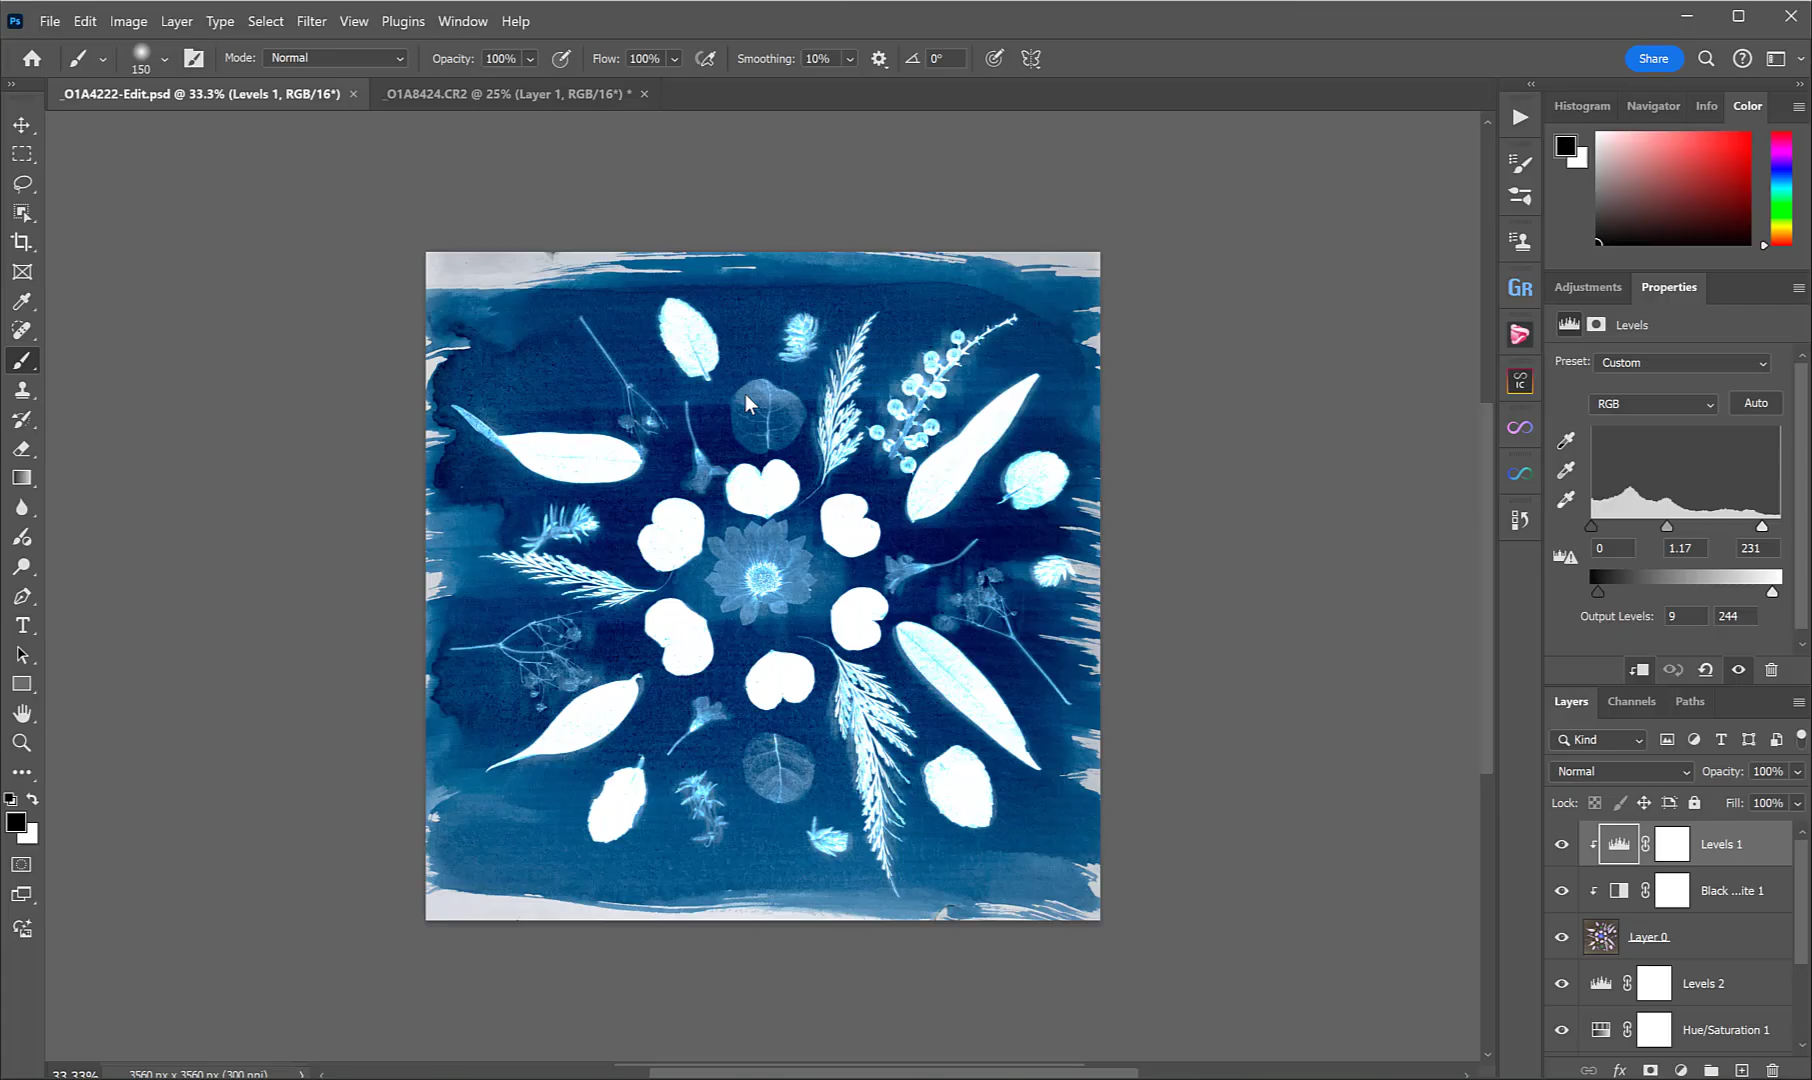 Ps File Edit Image Layer Type Select Filter View Plugins Window Help
150 Mode: Normal Opacity: 100% Flow: 100% Smoothing: 10% 0° Share
_O1A4222-Edit.psd @ 33.3% (Levels 1, RGB/16*) × _O1A8424.CR2 @ 25% (Layer 1, RGB/16*) * ×
Histogram Navigator Info Color
Gr
IC
Adjustments Properties
Levels
Preset: Custom
RGB Auto
0 1.17 231
Output Levels: 9 244
Layers Channels Paths
Kind
Normal Opacity: 100%
Lock: Fill: 100%
Levels 1
Black ...ite 1
Layer 0
Levels 2
Hue/Saturation 1
fx
33.33% 3560 px x 3560 px (300 ppi)